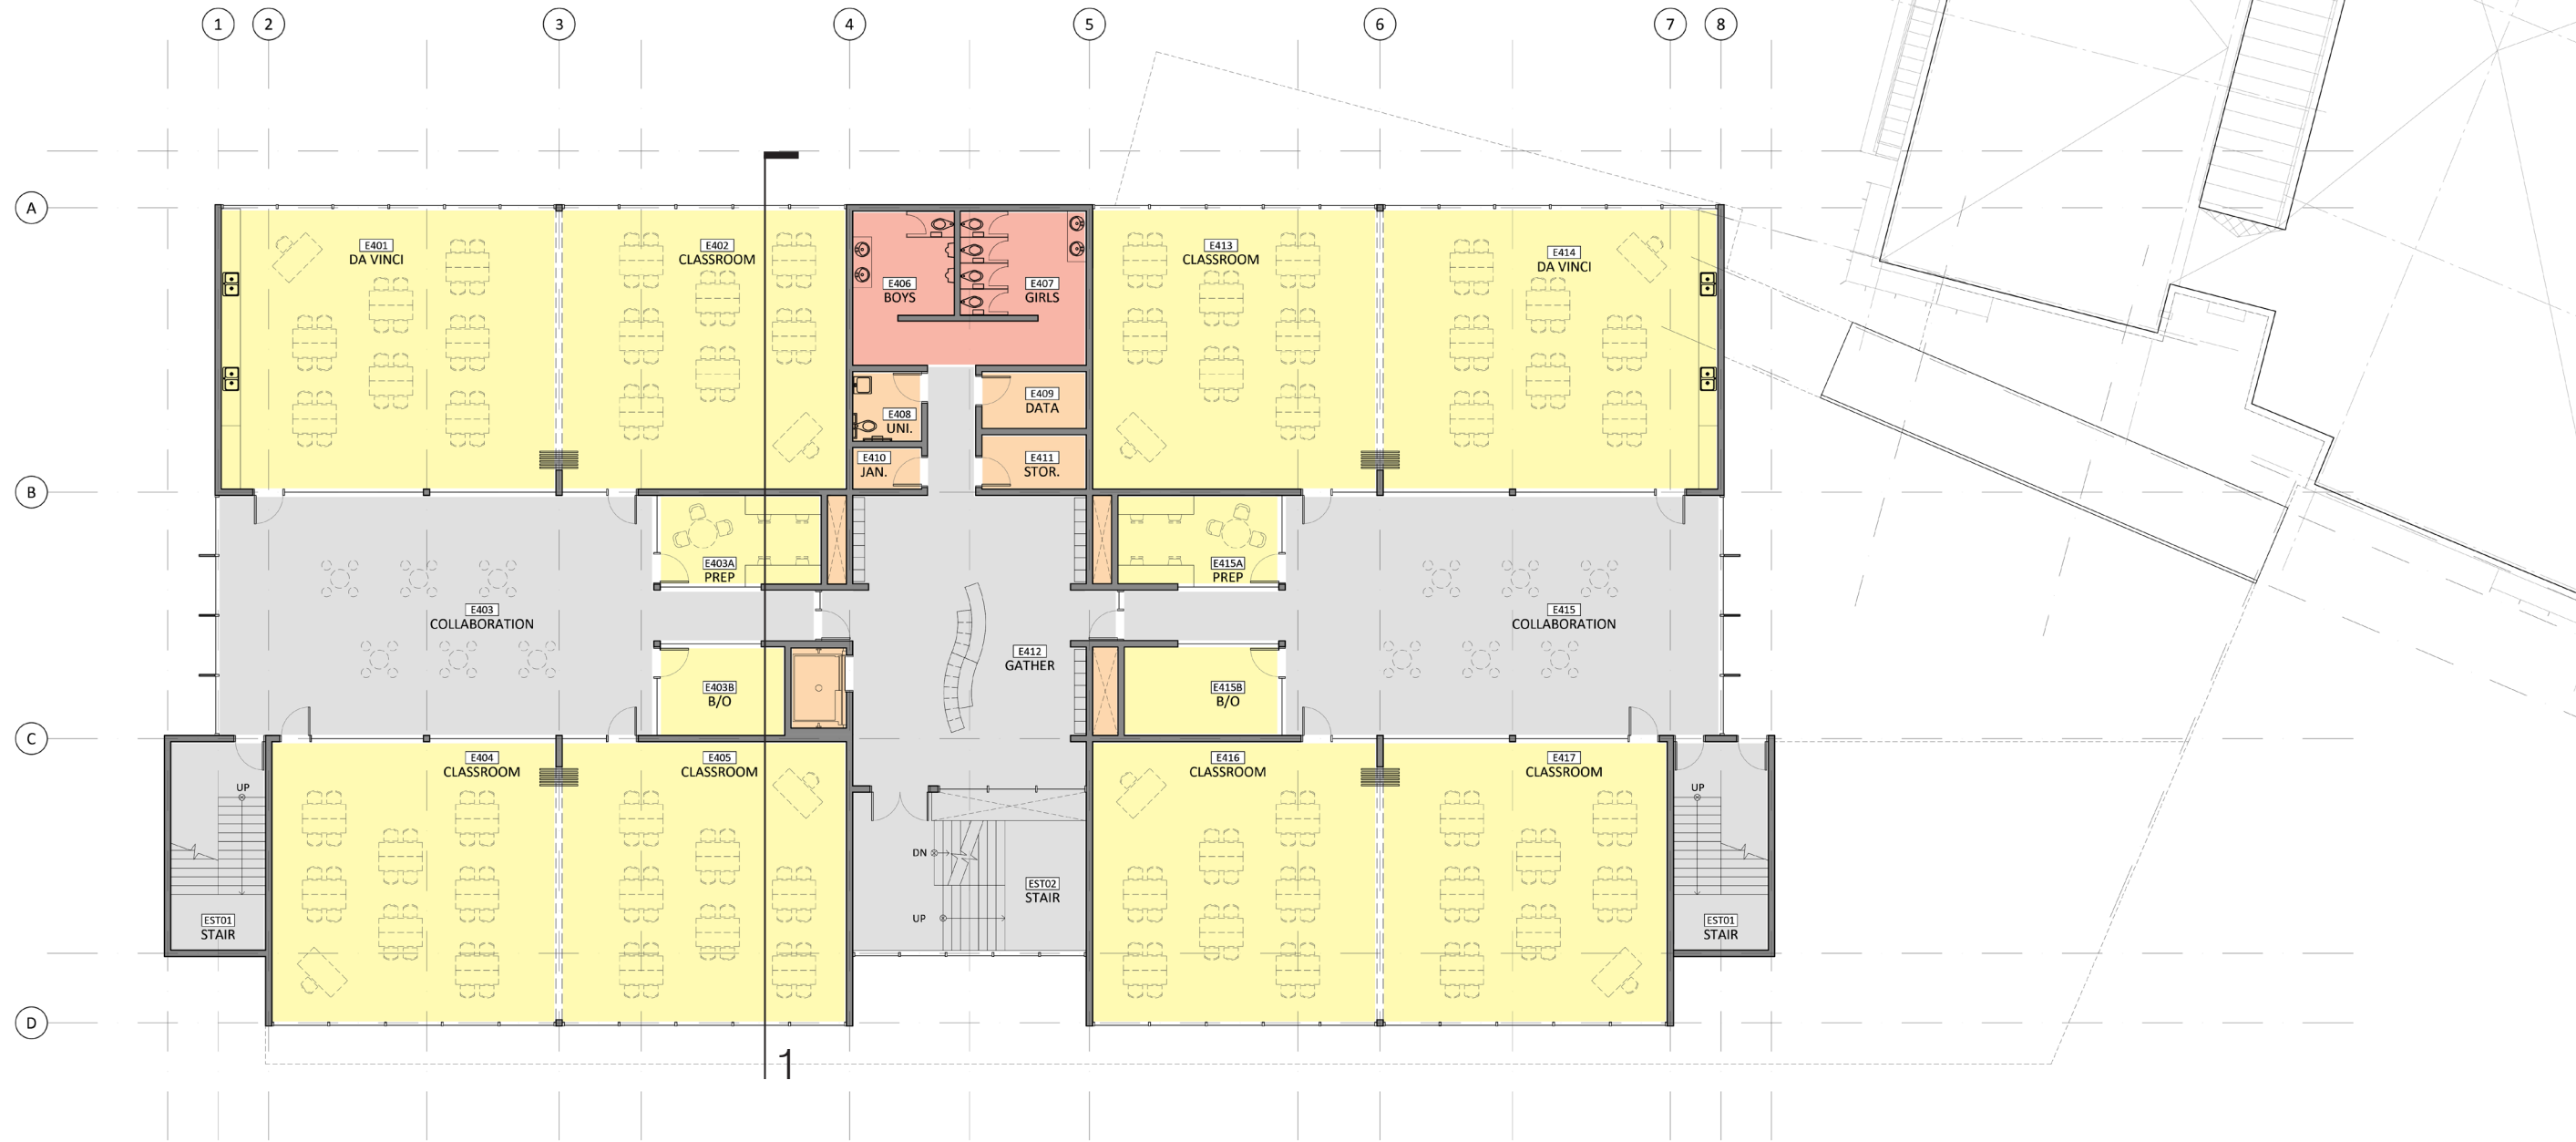 1 2 3 4 5 6 7 8
A
E401
DA VINCI
E402
CLASSROOM
E406
BOYS
E407
GIRLS
E413
CLASSROOM
E414
DA VINCI
E408
UNI.
E409
DATA
E410
JAN.
E411
STOR.
B
E403A
PREP
E415A
PREP
E403
COLLABORATION
E412
GATHER
E415
COLLABORATION
E403B
B/O
E415B
B/O
C
E404
CLASSROOM
E405
CLASSROOM
E416
CLASSROOM
E417
CLASSROOM
UP
UP
DN
UP
EST02
STAIR
EST01
STAIR
EST01
STAIR
D
1